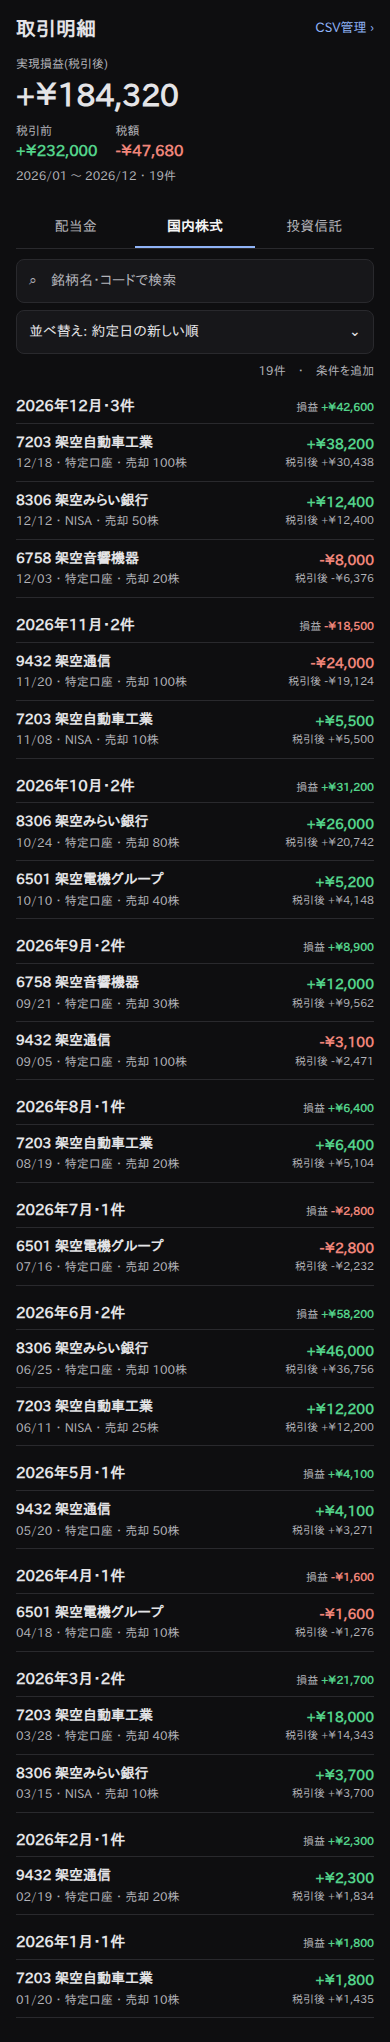 取引明細
CSV管理 ›
実現損益(税引後)
+¥184,320
税引前 税額
+¥232,000 -¥47,680
2026/01 〜 2026/12・19件
配当金 国内株式 投資信託
銘柄名・コードで検索
並べ替え: 約定日の新しい順
19件 ・ 条件を追加
2026年12月・3件 損益 +¥42,600
7203 架空自動車工業 +¥38,200
12/18・特定口座・売却 100株 税引後 +¥30,438
8306 架空みらい銀行 +¥12,400
12/12・NISA・売却 50株 税引後 +¥12,400
6758 架空音響機器 -¥8,000
12/03・特定口座・売却 20株 税引後 -¥6,376
2026年11月・2件 損益 -¥18,500
9432 架空通信 -¥24,000
11/20・特定口座・売却 100株 税引後 -¥19,124
7203 架空自動車工業 +¥5,500
11/08・NISA・売却 10株 税引後 +¥5,500
2026年10月・2件 損益 +¥31,200
8306 架空みらい銀行 +¥26,000
10/24・特定口座・売却 80株 税引後 +¥20,742
6501 架空電機グループ +¥5,200
10/10・特定口座・売却 40株 税引後 +¥4,148
2026年9月・2件 損益 +¥8,900
6758 架空音響機器 +¥12,000
09/21・特定口座・売却 30株 税引後 +¥9,562
9432 架空通信 -¥3,100
09/05・特定口座・売却 100株 税引後 -¥2,471
2026年8月・1件 損益 +¥6,400
7203 架空自動車工業 +¥6,400
08/19・特定口座・売却 20株 税引後 +¥5,104
2026年7月・1件 損益 -¥2,800
6501 架空電機グループ -¥2,800
07/16・特定口座・売却 20株 税引後 -¥2,232
2026年6月・2件 損益 +¥58,200
8306 架空みらい銀行 +¥46,000
06/25・特定口座・売却 100株 税引後 +¥36,756
7203 架空自動車工業 +¥12,200
06/11・NISA・売却 25株 税引後 +¥12,200
2026年5月・1件 損益 +¥4,100
9432 架空通信 +¥4,100
05/20・特定口座・売却 50株 税引後 +¥3,271
2026年4月・1件 損益 -¥1,600
6501 架空電機グループ -¥1,600
04/18・特定口座・売却 10株 税引後 -¥1,276
2026年3月・2件 損益 +¥21,700
7203 架空自動車工業 +¥18,000
03/28・特定口座・売却 40株 税引後 +¥14,343
8306 架空みらい銀行 +¥3,700
03/15・NISA・売却 10株 税引後 +¥3,700
2026年2月・1件 損益 +¥2,300
9432 架空通信 +¥2,300
02/19・特定口座・売却 20株 税引後 +¥1,834
2026年1月・1件 損益 +¥1,800
7203 架空自動車工業 +¥1,800
01/20・特定口座・売却 10株 税引後 +¥1,435